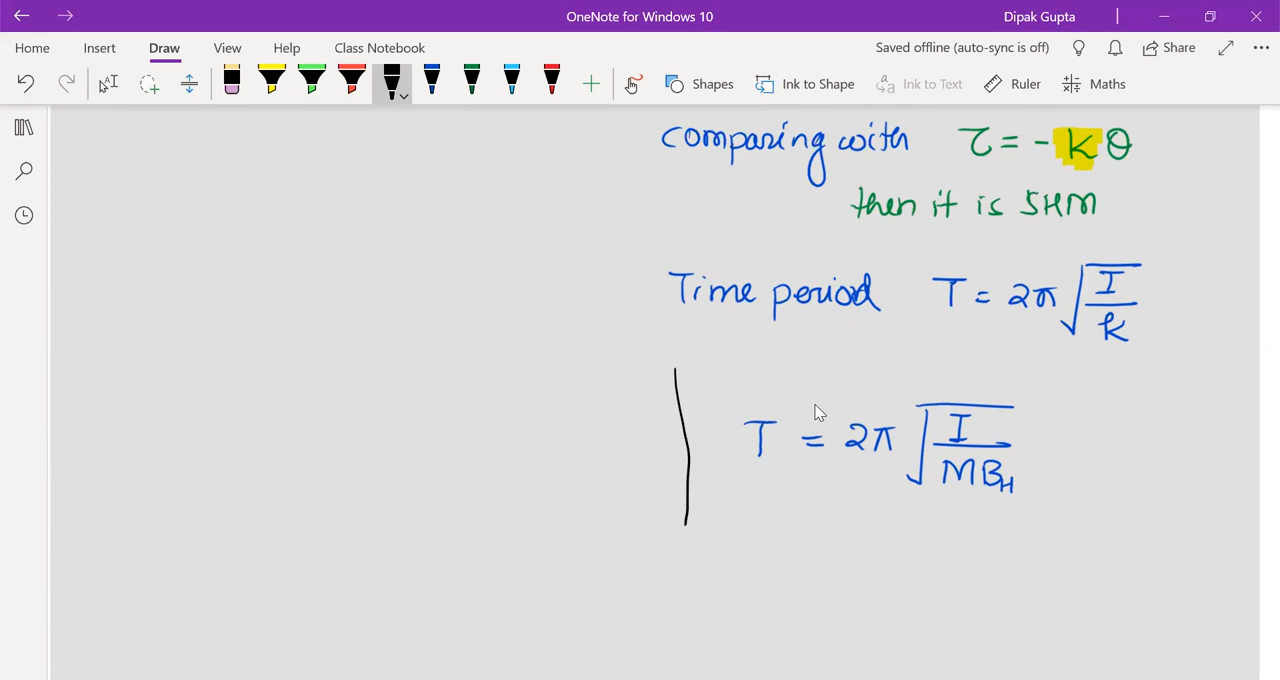 OneNote for Windows 10
Dipak Gupta
Home Insert Draw View Help Class Notebook
Saved offline (auto-sync is off) Share
Shapes Ink to Shape Ink to Text Ruler Maths
comparing with τ = - k θ
then it is SHM
Time period T = 2π √(I/k)
T = 2π √(I/MB_H)